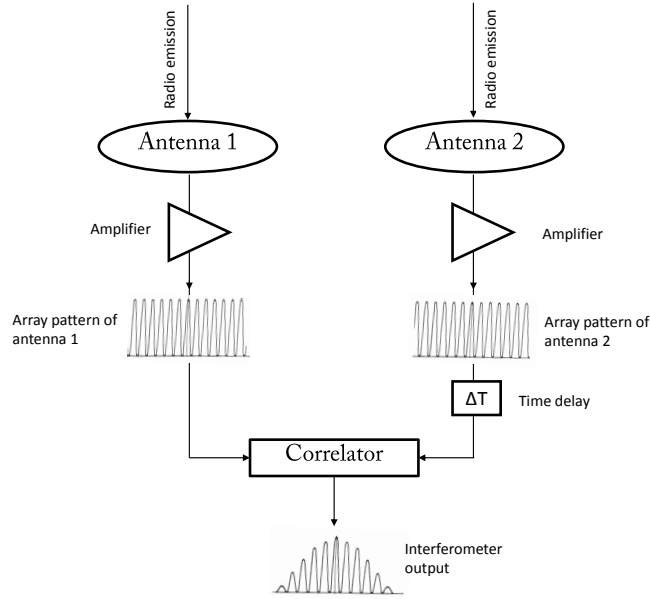 Radio emission
Radio emission
Antenna 1
Antenna 2
Amplifier
Amplifier
Array pattern of
antenna 1
Array pattern of
antenna 2
ΔT
Time delay
Correlator
Interferometer
output